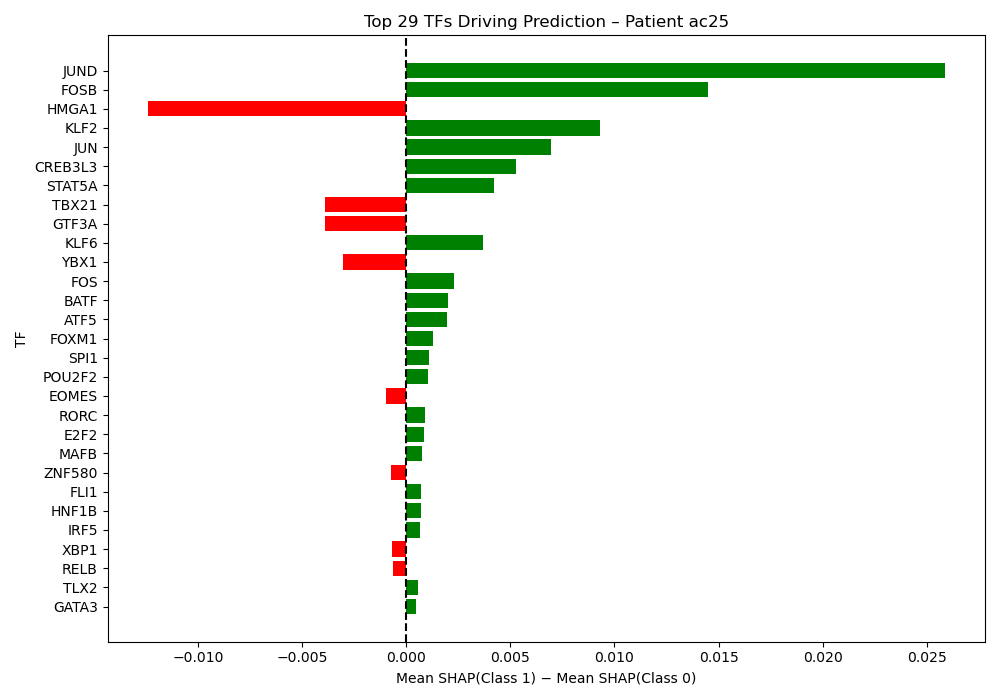 Top 29 TFs Driving Prediction – Patient ac25
TF
JUND
FOSB
HMGA1
KLF2
JUN
CREB3L3
STAT5A
TBX21
GTF3A
KLF6
YBX1
FOS
BATF
ATF5
FOXM1
SPI1
POU2F2
EOMES
RORC
E2F2
MAFB
ZNF580
FLI1
HNF1B
IRF5
XBP1
RELB
TLX2
GATA3
−0.010 −0.005 0.000 0.005 0.010 0.015 0.020 0.025
Mean SHAP(Class 1) − Mean SHAP(Class 0)